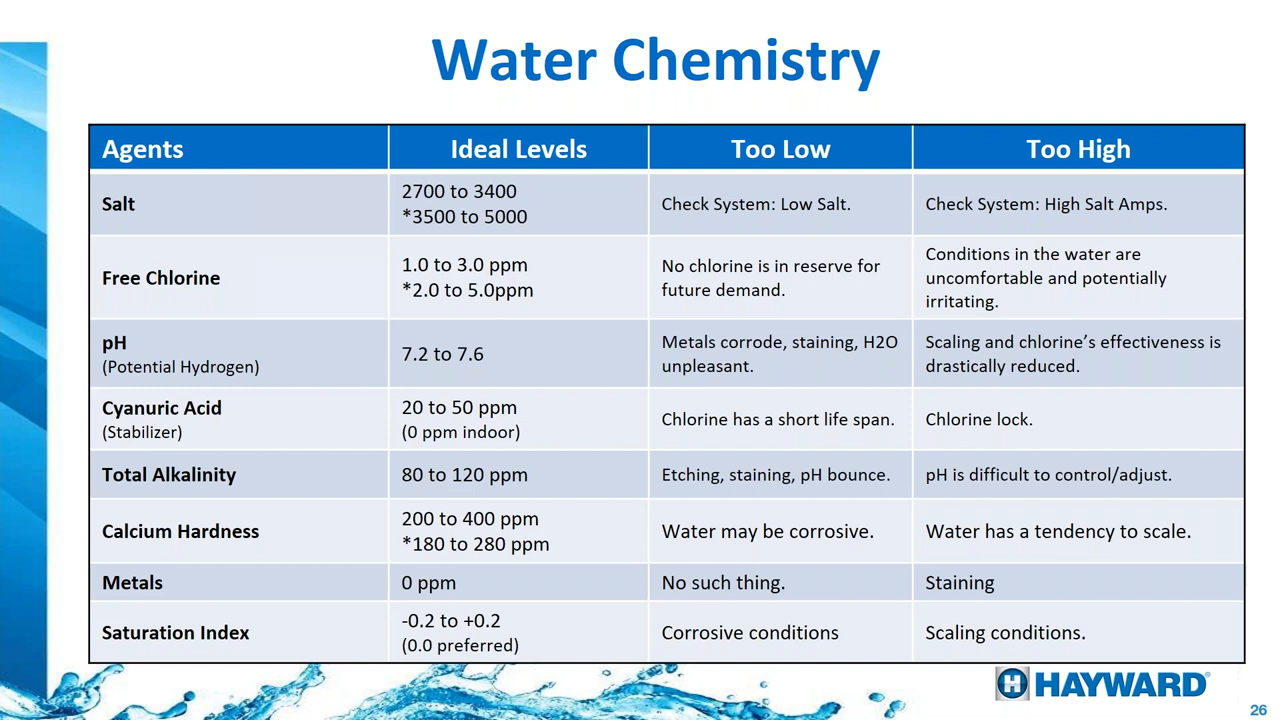 Water Chemistry
Agents
Ideal Levels
Too Low
Too High
Salt
2700 to 3400
*3500 to 5000
Check System: Low Salt.
Check System: High Salt Amps.
Free Chlorine
1.0 to 3.0 ppm
*2.0 to 5.0ppm
No chlorine is in reserve for
future demand.
Conditions in the water are
uncomfortable and potentially
irritating.
pH
(Potential Hydrogen)
7.2 to 7.6
Metals corrode, staining, H2O
unpleasant.
Scaling and chlorine’s effectiveness is
drastically reduced.
Cyanuric Acid
(Stabilizer)
20 to 50 ppm
(0 ppm indoor)
Chlorine has a short life span.
Chlorine lock.
Total Alkalinity
80 to 120 ppm
Etching, staining, pH bounce.
pH is difficult to control/adjust.
Calcium Hardness
200 to 400 ppm
*180 to 280 ppm
Water may be corrosive.
Water has a tendency to scale.
Metals
0 ppm
No such thing.
Staining
Saturation Index
-0.2 to +0.2
(0.0 preferred)
Corrosive conditions
Scaling conditions.
H HAYWARD®
26